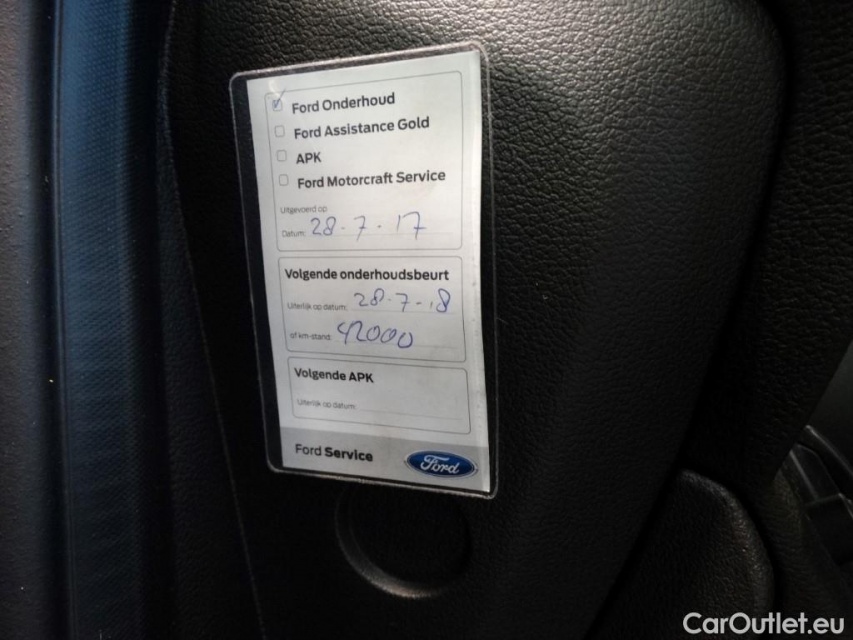 Ford Onderhoud
Ford Assistance Gold
APK
Ford Motorcraft Service
Uitgevoerd op
Datum: 28-7-17
Volgende onderhoudsbeurt
Uiterlijk op datum: 28-7-18
of km-stand: 42000
Volgende APK
Uiterlijk op datum:
Ford Service
Ford
CarOutlet.eu